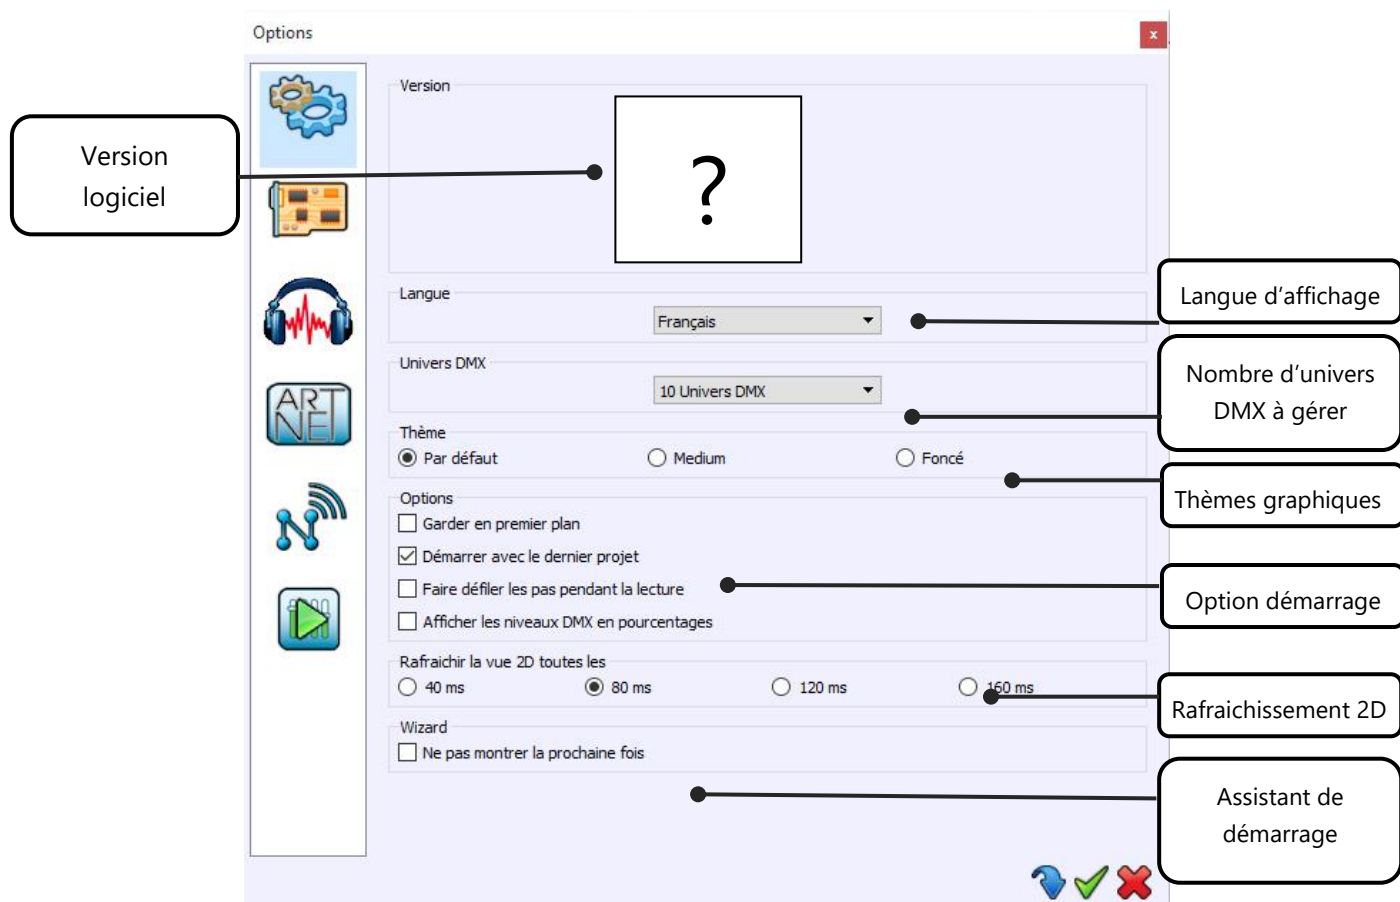 Options
x
Version
?
Version
logiciel
Langue
Français
Langue d'affichage
Univers DMX
10 Univers DMX
Nombre d'univers
DMX à gérer
ART
NET
Thème
Par défaut
Medium
Foncé
Thèmes graphiques
Options
Garder en premier plan
Démarrer avec le dernier projet
Faire défiler les pas pendant la lecture
Afficher les niveaux DMX en pourcentages
Option démarrage
N
Rafraichir la vue 2D toutes les
40 ms
80 ms
120 ms
160 ms
Rafraichissement 2D
Wizard
Ne pas montrer la prochaine fois
Assistant de
démarrage